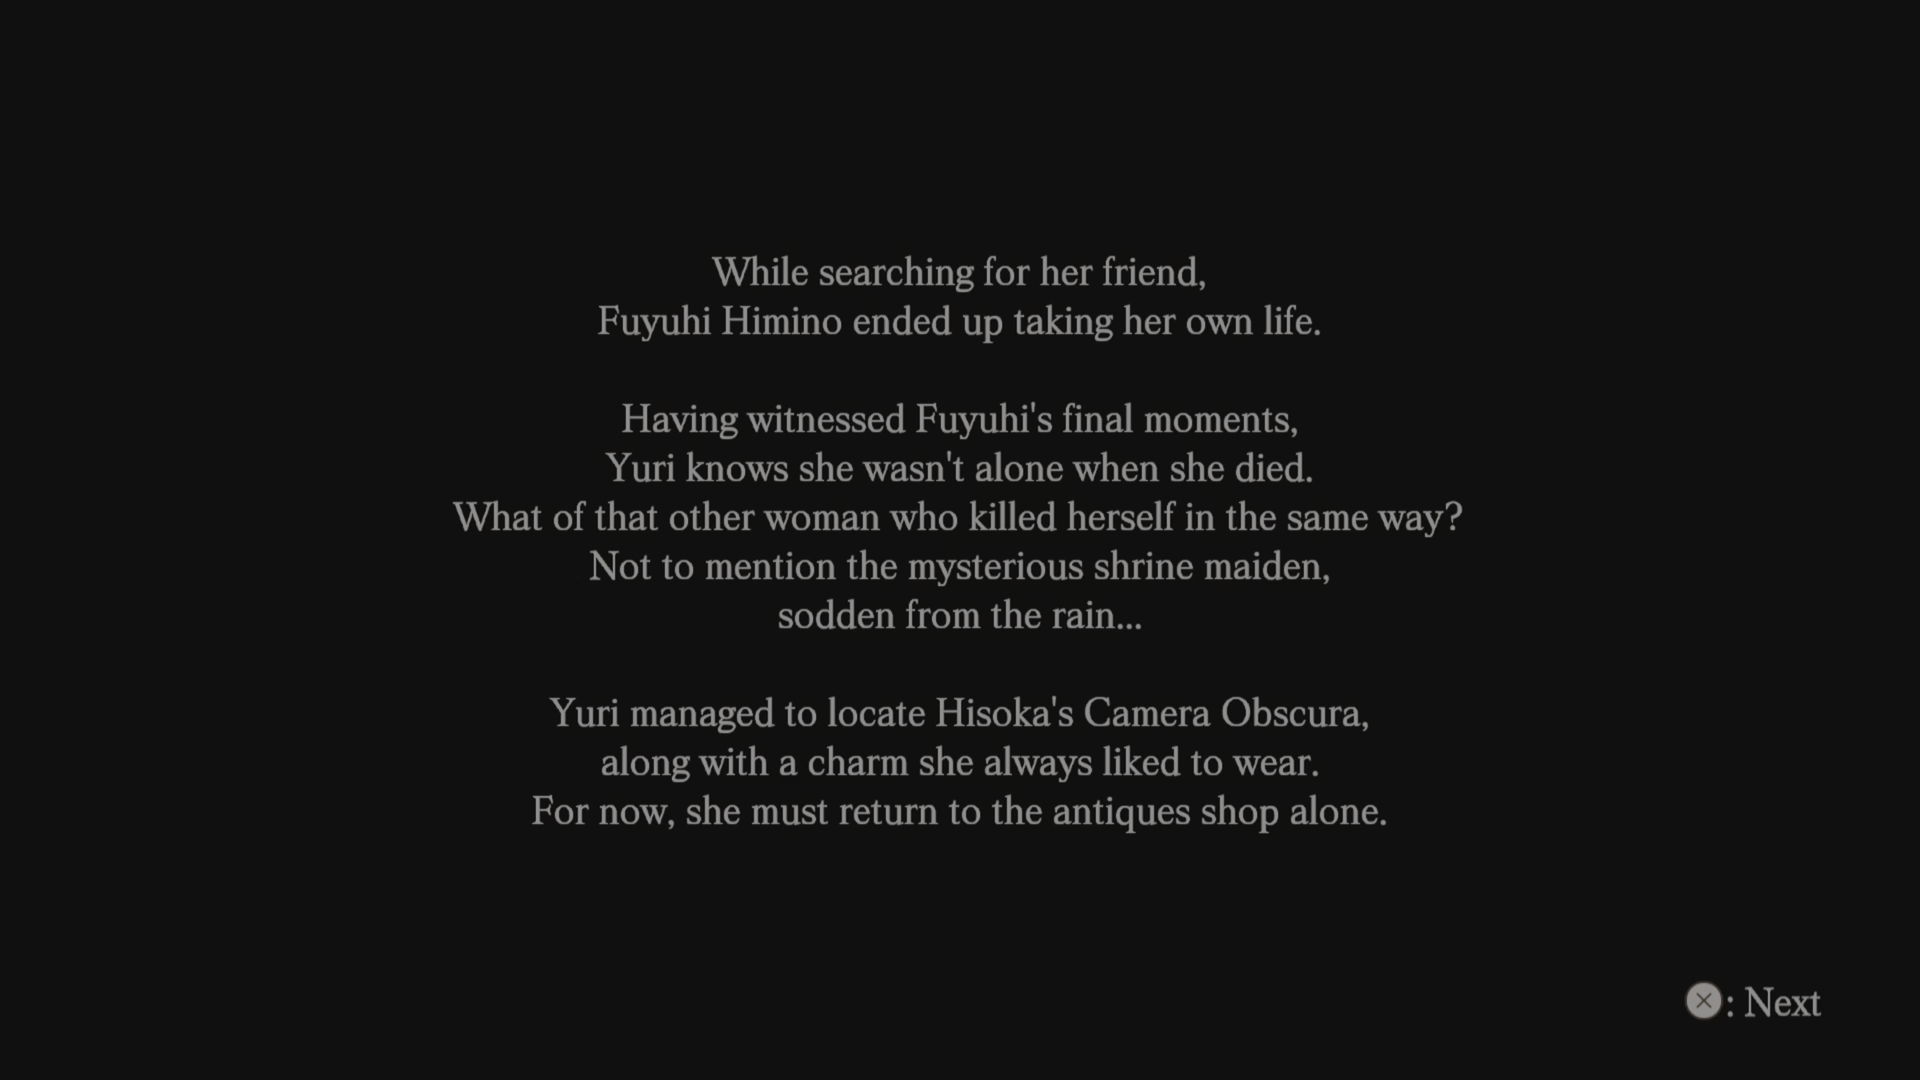 While searching for her friend,
Fuyuhi Himino ended up taking her own life.
Having witnessed Fuyuhi's final moments,
Yuri knows she wasn't alone when she died.
What of that other woman who killed herself in the same way?
Not to mention the mysterious shrine maiden,
sodden from the rain...
Yuri managed to locate Hisoka's Camera Obscura,
along with a charm she always liked to wear.
For now, she must return to the antiques shop alone.
: Next